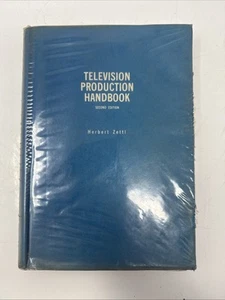 TELEVISION
PRODUCTION
HANDBOOK
SECOND EDITION
Herbert Zettl